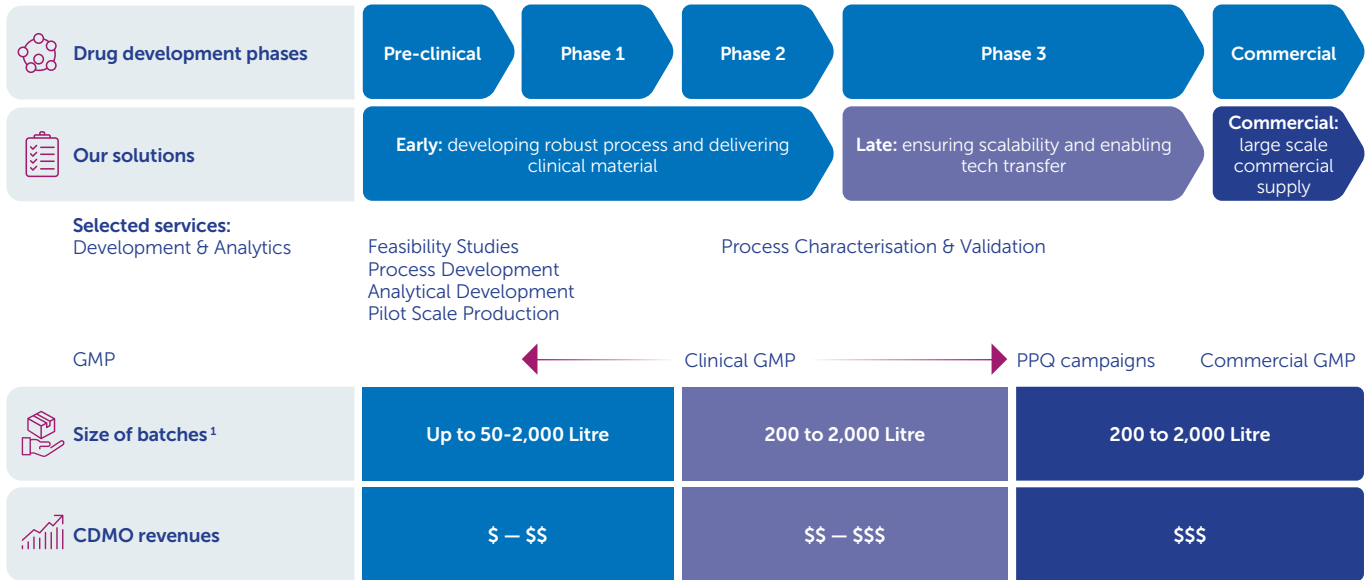 Drug development phases
Pre-clinical
Phase 1
Phase 2
Phase 3
Commercial
Our solutions
Early: developing robust process and delivering
clinical material
Late: ensuring scalability and enabling
tech transfer
Commercial:
large scale
commercial
supply
Selected services:
Development & Analytics
Feasibility Studies
Process Development
Analytical Development
Pilot Scale Production
Process Characterisation & Validation
GMP
Clinical GMP
PPQ campaigns
Commercial GMP
Size of batches 1
Up to 50-2,000 Litre
200 to 2,000 Litre
200 to 2,000 Litre
CDMO revenues
$ — $$
$$ — $$$
$$$